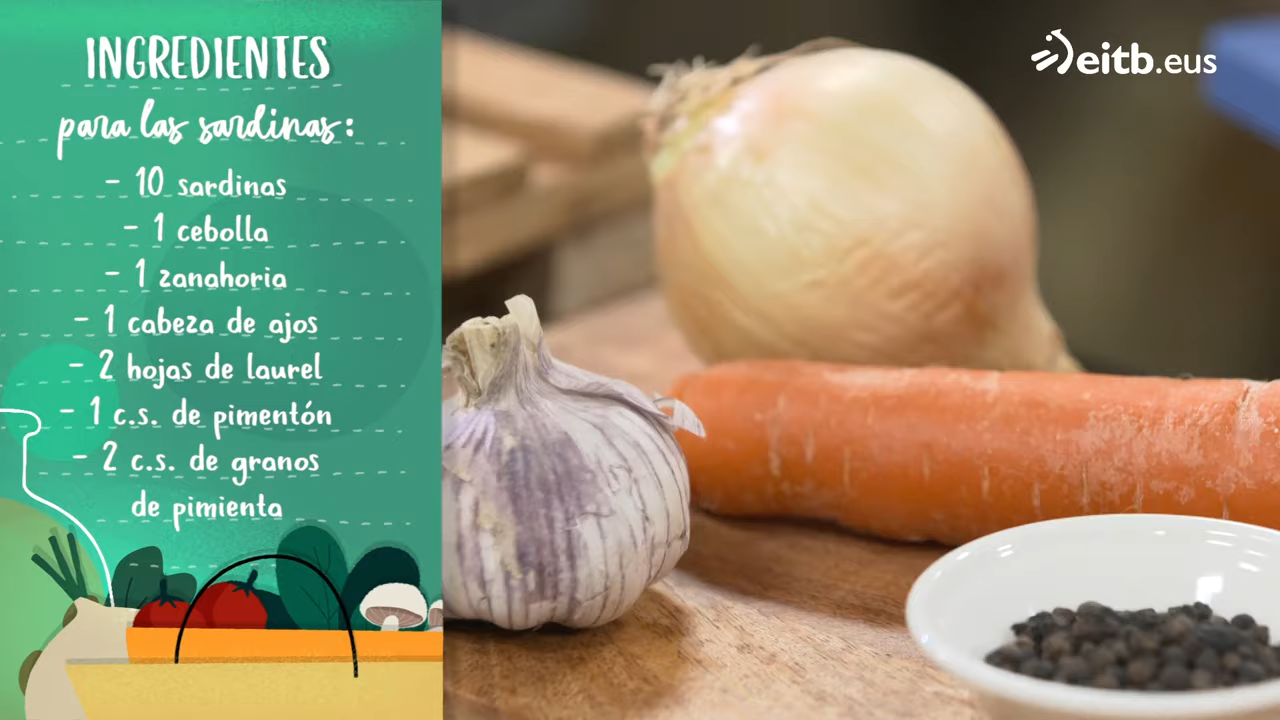 INGREDIENTES
para las sardinas:
- 10 sardinas
- 1 cebolla
- 1 zanahoria
- 1 cabeza de ajos
- 2 hojas de laurel
- 1 c.s. de pimentón
- 2 c.s. de granos
de pimienta
eitb.eus